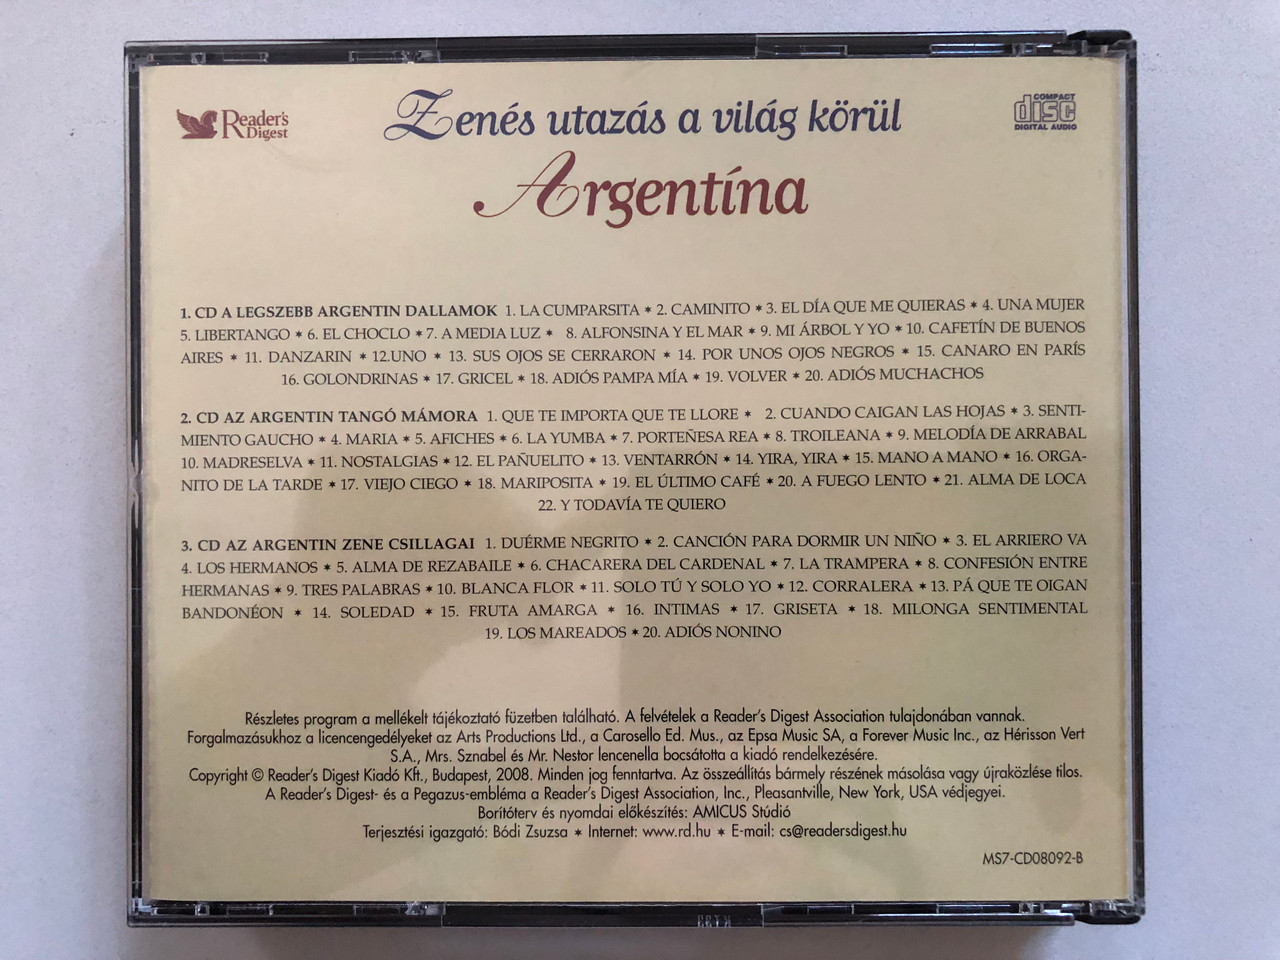 Reader's
Digest
Zenés utazás a világ körül
COMPACT
disc
DIGITAL AUDIO
Argentína
1. CD A LEGSZEBB ARGENTIN DALLAMOK 1. LA CUMPARSITA * 2. CAMINITO * 3. EL DÍA QUE ME QUIERAS * 4. UNA MUJER
5. LIBERTANGO * 6. EL CHOCLO * 7. A MEDIA LUZ * 8. ALFONSINA Y EL MAR * 9. MI ÁRBOL Y YO * 10. CAFETÍN DE BUENOS
AIRES * 11. DANZARIN * 12.UNO * 13. SUS OJOS SE CERRARON * 14. POR UNOS OJOS NEGROS * 15. CANARO EN PARÍS
16. GOLONDRINAS * 17. GRICEL * 18. ADIÓS PAMPA MÍA * 19. VOLVER * 20. ADIÓS MUCHACHOS
2. CD AZ ARGENTIN TANGÓ MÁMORA 1. QUE TE IMPORTA QUE TE LLORE * 2. CUANDO CAIGAN LAS HOJAS * 3. SENTI-
MIENTO GAUCHO * 4. MARIA * 5. AFICHES * 6. LA YUMBA * 7. PORTEÑESA REA * 8. TROILEANA * 9. MELODÍA DE ARRABAL
10. MADRESELVA * 11. NOSTALGIAS * 12. EL PAÑUELITO * 13. VENTARRÓN * 14. YIRA, YIRA * 15. MANO A MANO * 16. ORGA-
NITO DE LA TARDE * 17. VIEJO CIEGO * 18. MARIPOSITA * 19. EL ÚLTIMO CAFÉ * 20. A FUEGO LENTO * 21. ALMA DE LOCA
22. Y TODAVÍA TE QUIERO
3. CD AZ ARGENTIN ZENE CSILLAGAI 1. DUÉRME NEGRITO * 2. CANCIÓN PARA DORMIR UN NIÑO * 3. EL ARRIERO VA
4. LOS HERMANOS * 5. ALMA DE REZABAILE * 6. CHACARERA DEL CARDENAL * 7. LA TRAMPERA * 8. CONFESIÓN ENTRE
HERMANAS * 9. TRES PALABRAS * 10. BLANCA FLOR * 11. SOLO TÚ Y SOLO YO * 12. CORRALERA * 13. PÁ QUE TE OIGAN
BANDONÉON * 14. SOLEDAD * 15. FRUTA AMARGA * 16. INTIMAS * 17. GRISETA * 18. MILONGA SENTIMENTAL
19. LOS MAREADOS * 20. ADIÓS NONINO
Részletes program a mellékelt tájékoztató füzetben található. A felvételek a Reader's Digest Association tulajdonában vannak.
Forgalmazásukhoz a licencengedélyeket az Arts Productions Ltd., a Carosello Ed. Mus., az Epsa Music SA, a Forever Music Inc., az Hérisson Vert
S.A., Mrs. Sznabel és Mr. Nestor lencenella bocsátotta a kiadó rendelkezésére.
Copyright © Reader's Digest Kiadó Kft., Budapest, 2008. Minden jog fenntartva. Az összeállítás bármely részének másolása vagy újraközlése tilos.
A Reader's Digest- és a Pegazus-embléma a Reader's Digest Association, Inc., Pleasantville, New York, USA védjegyei.
Borítóterv és nyomdai előkészítés: AMICUS Stúdió
Terjesztési igazgató: Bódi Zsuzsa * Internet: www.rd.hu * E-mail: cs@readersdigest.hu
MS7-CD08092-B